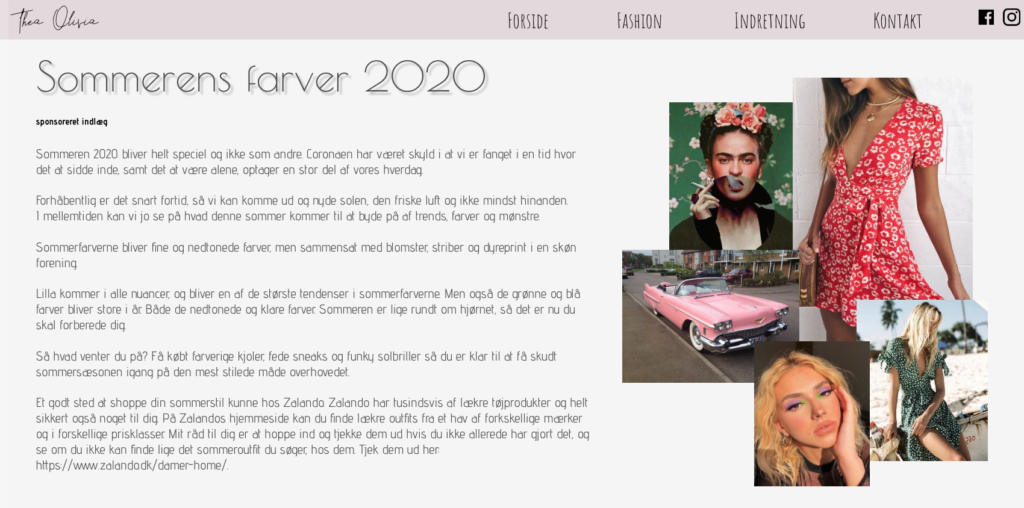 Thea Olivia
Forside Fashion Indretning Kontakt
Sommerens farver 2020
sponsoreret indlæg
Sommeren 2020 bliver helt speciel og ikke som andre. Coronaen har været skyld i at vi er fanget i en tid hvor
det at sidde inde, samt det at være alene, optager en stor del af vores hverdag.
Forhåbentlig er det snart fortid, så vi kan komme ud og nyde solen, den friske luft og ikke mindst hinanden.
I mellemtiden kan vi jo se på hvad denne sommer kommer til at byde på af trends, farver og mønstre.
Sommerfarverne bliver fine og nedtonede farver, men sammensat med blomster, striber og dyreprint i en skøn
forening.
Lilla kommer i alle nuancer, og bliver en af de største tendenser i sommerfarverne. Men også de grønne og blå
farver bliver store i år. Både de nedtonede og klare farver. Sommeren er lige rundt om hjørnet, så det er nu du
skal forberede dig.
Så hvad venter du på? Få købt farverige kjoler, fede sneaks og funky solbriller så du er klar til at få skudt
sommersæsonen igang på den mest stilede måde overhovedet.
Et godt sted at shoppe din sommerstil kunne hos Zalando. Zalando har tusindsvis af lækre tøjprodukter og helt
sikkert også noget til dig. På Zalandos hjemmeside kan du finde lækre outfits fra et hav af forkskellige mærker
og i forskellige prisklasser. Mit råd til dig er at hoppe ind og tjekke dem ud hvis du ikke allerede har gjort det, og
se om du ikke kan finde lige det sommeroutfit du søger, hos dem. Tjek dem ud her:
https://www.zalando.dk/damer-home/.